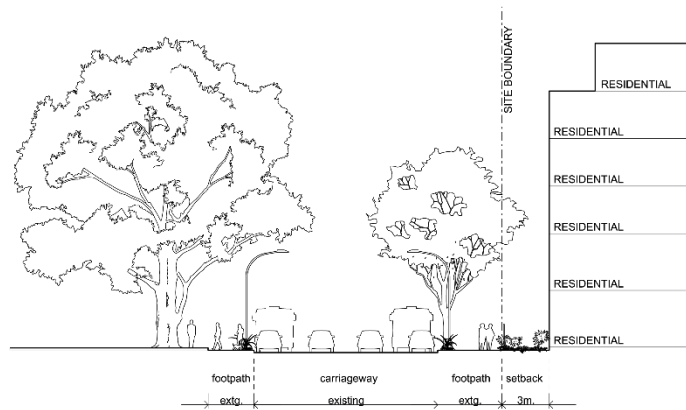 SITE BOUNDARY
RESIDENTIAL
RESIDENTIAL
RESIDENTIAL
RESIDENTIAL
RESIDENTIAL
RESIDENTIAL
footpath carriageway footpath setback
extg. existing extg. 3m.